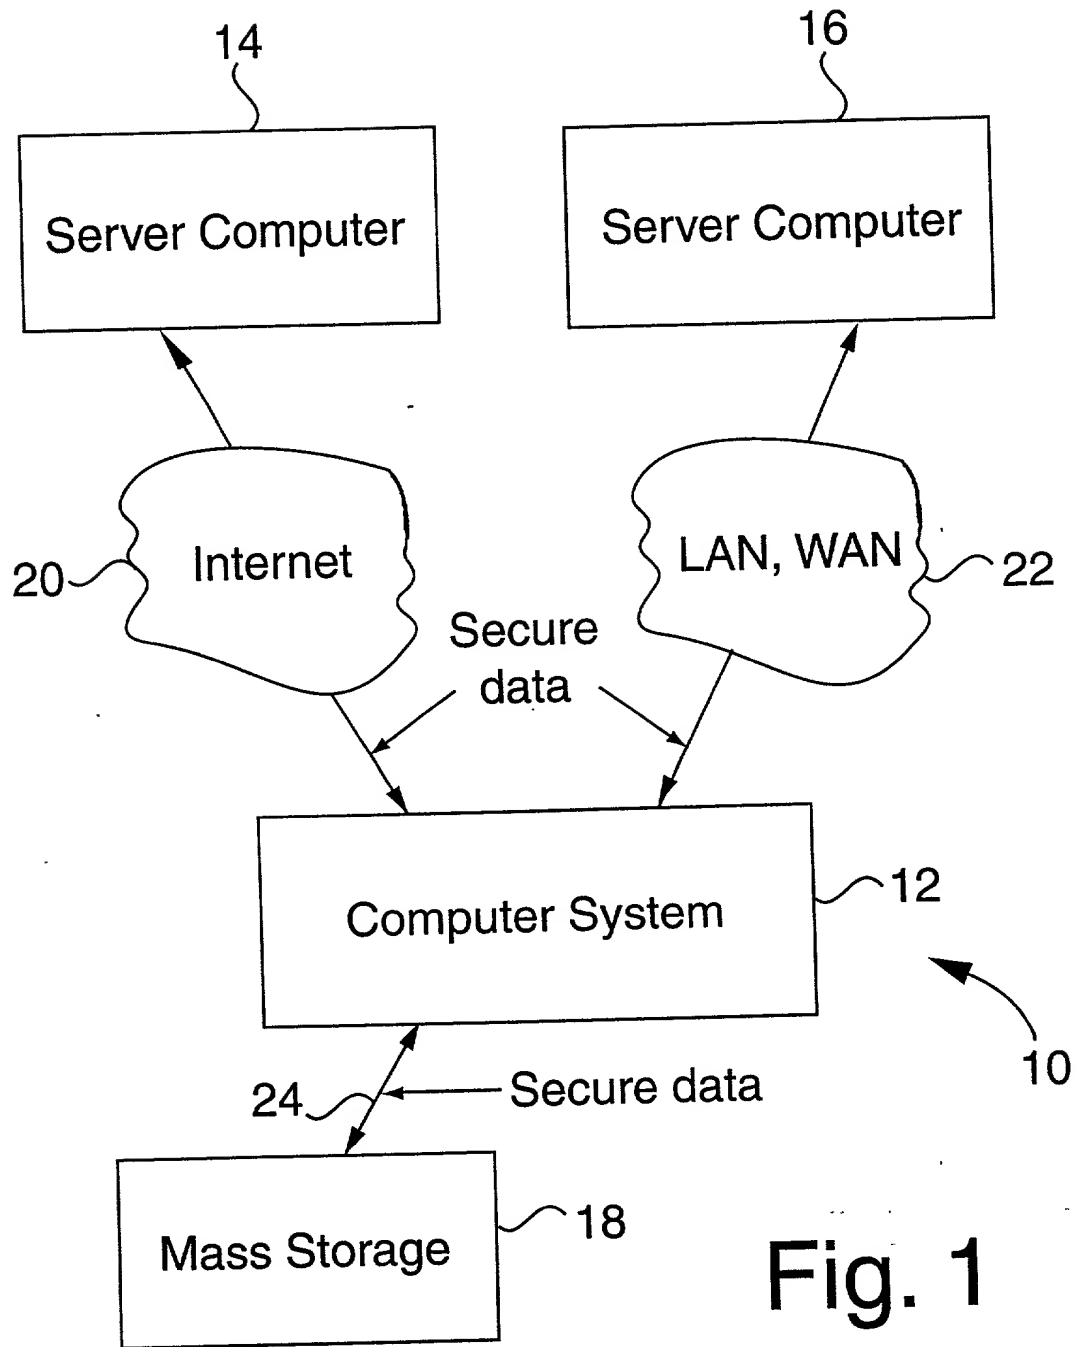 14
16
Server Computer
Server Computer
Internet
LAN, WAN
20
22
Secure
data
Computer System
12
10
24
Secure data
Mass Storage
18
Fig. 1